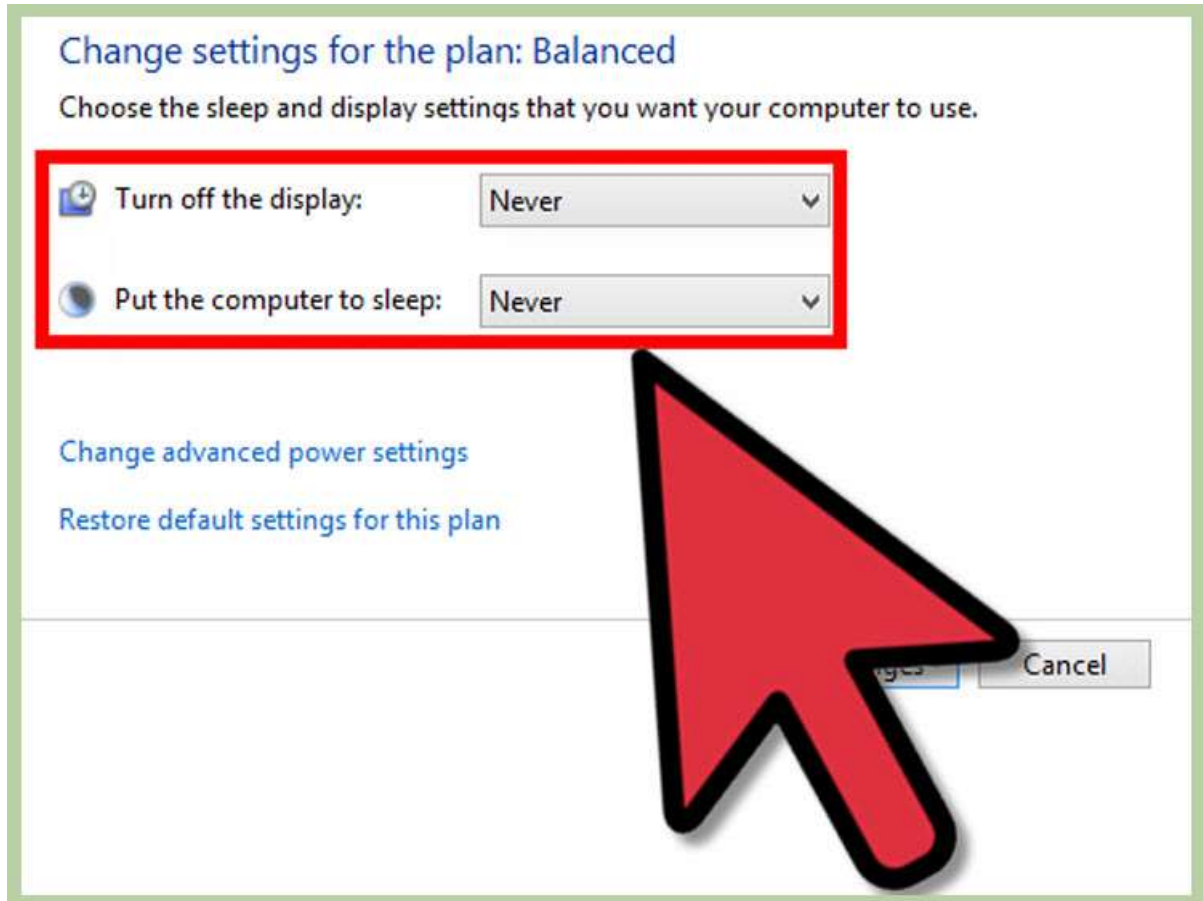 Change settings for the plan: Balanced
Choose the sleep and display settings that you want your computer to use.
Turn off the display: Never
Put the computer to sleep: Never
Change advanced power settings
Restore default settings for this plan
Cancel